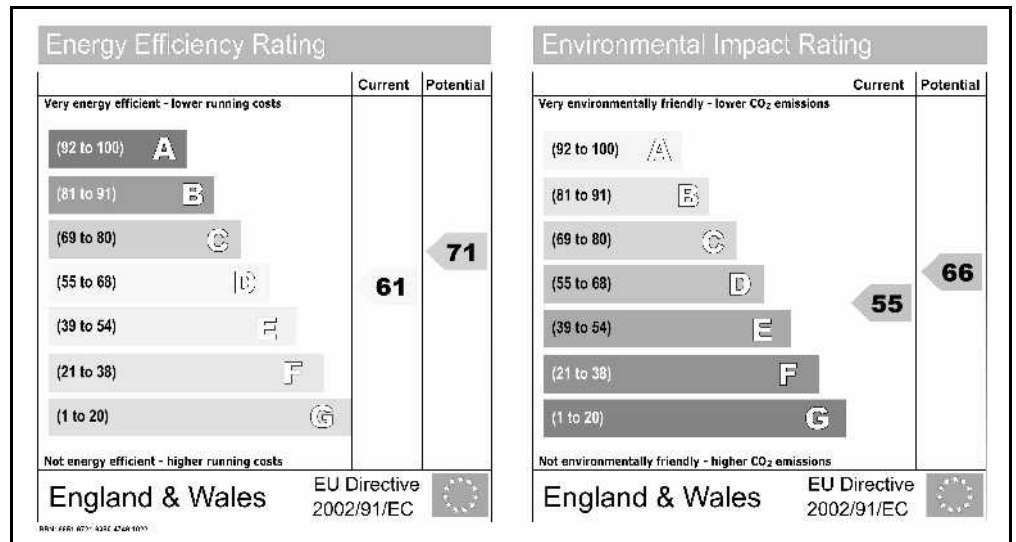 Energy Efficiency Rating
Current Potential
Very energy efficient - lower running costs
(92 to 100) A
(81 to 91) B
(69 to 80) C
71
(55 to 68) D
61
(39 to 54) E
(21 to 38) F
(1 to 20) G
Not energy efficient - higher running costs
England & Wales
EU Directive
2002/91/EC
Environmental Impact Rating
Current Potential
Very environmentally friendly - lower CO2 emissions
(92 to 100) A
(81 to 91) B
(69 to 80) C
(55 to 68) D
66
55
(39 to 54) E
(21 to 38) F
(1 to 20) G
Not environmentally friendly - higher CO2 emissions
England & Wales
EU Directive
2002/91/EC